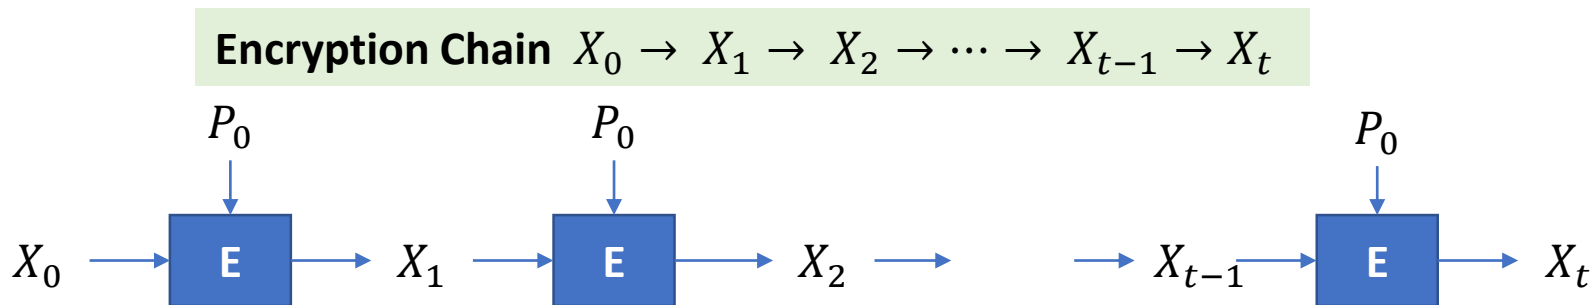 Encryption Chain X₀ → X₁ → X₂ → ⋯ → Xₜ₋₁ → Xₜ
P₀ P₀ P₀
X₀ E X₁ E X₂ Xₜ₋₁ E Xₜ